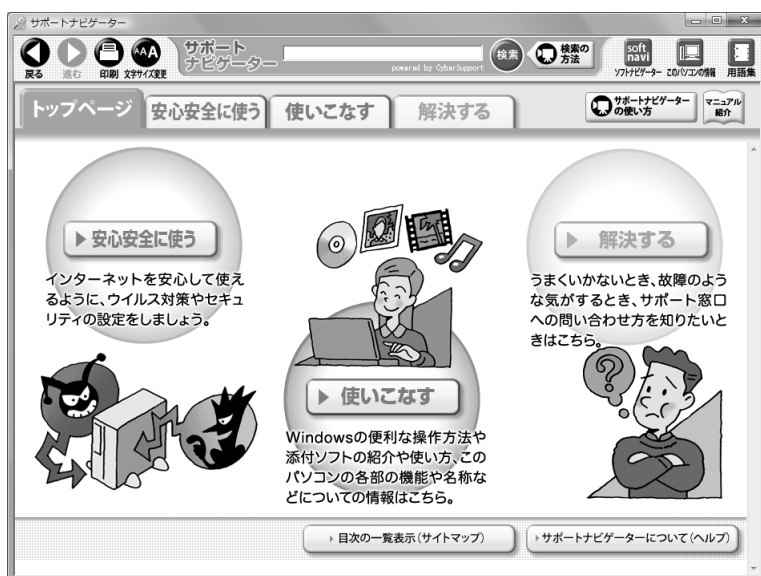 サポートナビゲーター
戻る
進む
印刷
文字サイズ変更
サポート
ナビゲーター
powered by CyberSupport
検索
検索の
方法
soft
navi
ソフトナビゲーター
このパソコンの情報
用語集
トップページ
安心安全に使う
使いこなす
解決する
サポートナビゲーター
の使い方
マニュアル
紹介
安心安全に使う
インターネットを安心して使え
るように、ウイルス対策やセキュ
リティの設定をしましょう。
使いこなす
Windowsの便利な操作方法や
添付ソフトの紹介や使い方、この
パソコンの各部の機能や名称な
どについての情報はこちら。
解決する
うまくいかないとき、故障のよう
な気がするとき、サポート窓口
への問い合わせ方を知りたいと
きはこちら。
?
目次の一覧表示(サイトマップ)
サポートナビゲーターについて(ヘルプ)